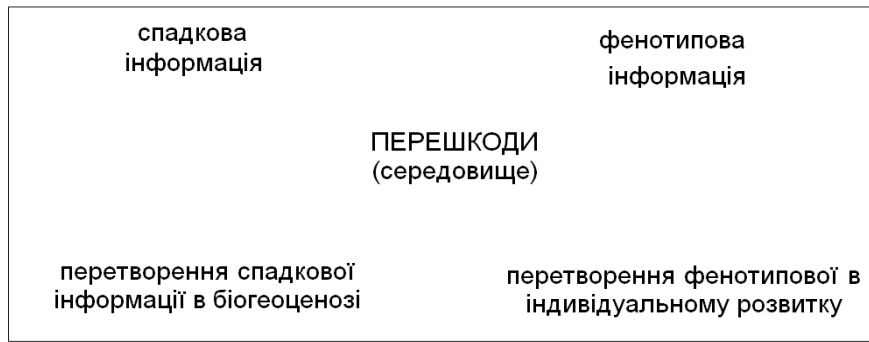 спадкова
інформація
фенотипова
інформація
ПЕРЕШКОДИ
(середовище)
перетворення спадкової
інформації в біогеоценозі
перетворення фенотипової в
індивідуальному розвитку